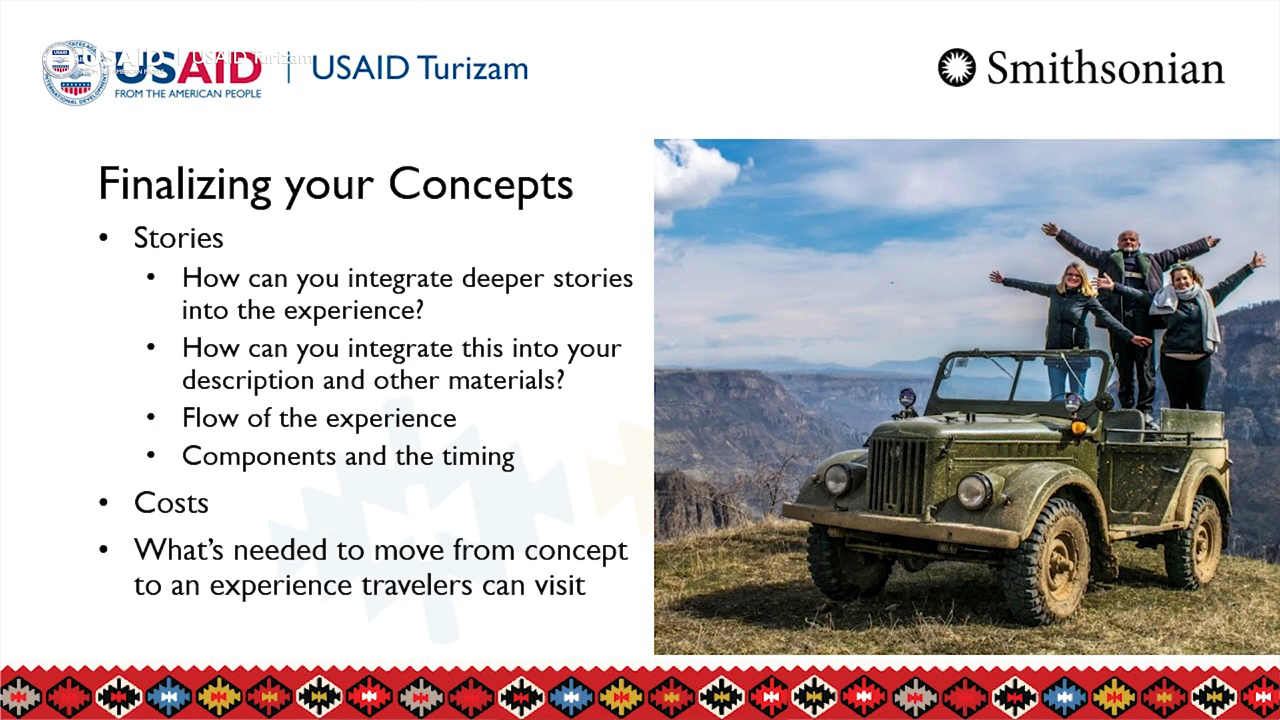 USAID
FROM THE AMERICAN PEOPLE
USAID Turizam
USAID Turizam
Smithsonian
Finalizing your Concepts
• Stories
• How can you integrate deeper stories
into the experience?
• How can you integrate this into your
description and other materials?
• Flow of the experience
• Components and the timing
• Costs
• What's needed to move from concept
to an experience travelers can visit